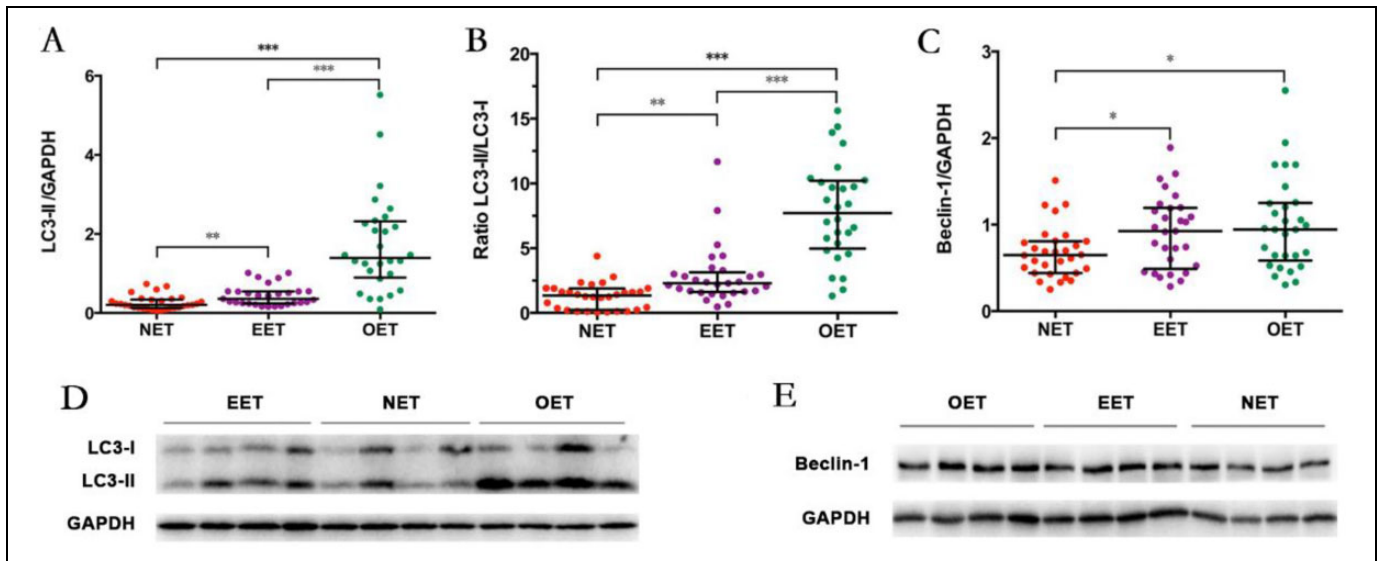 A
LC3-II /GAPDH
6
4
2
0
***
***
**
NET EET OET
B
Ratio LC3-II/LC3-I
20
15
10
5
0
***
***
**
NET EET OET
C
Beclin-1/GAPDH
3
2
1
0
*
*
NET EET OET
D
EET NET OET
LC3-I
LC3-II
GAPDH
E
OET EET NET
Beclin-1
GAPDH